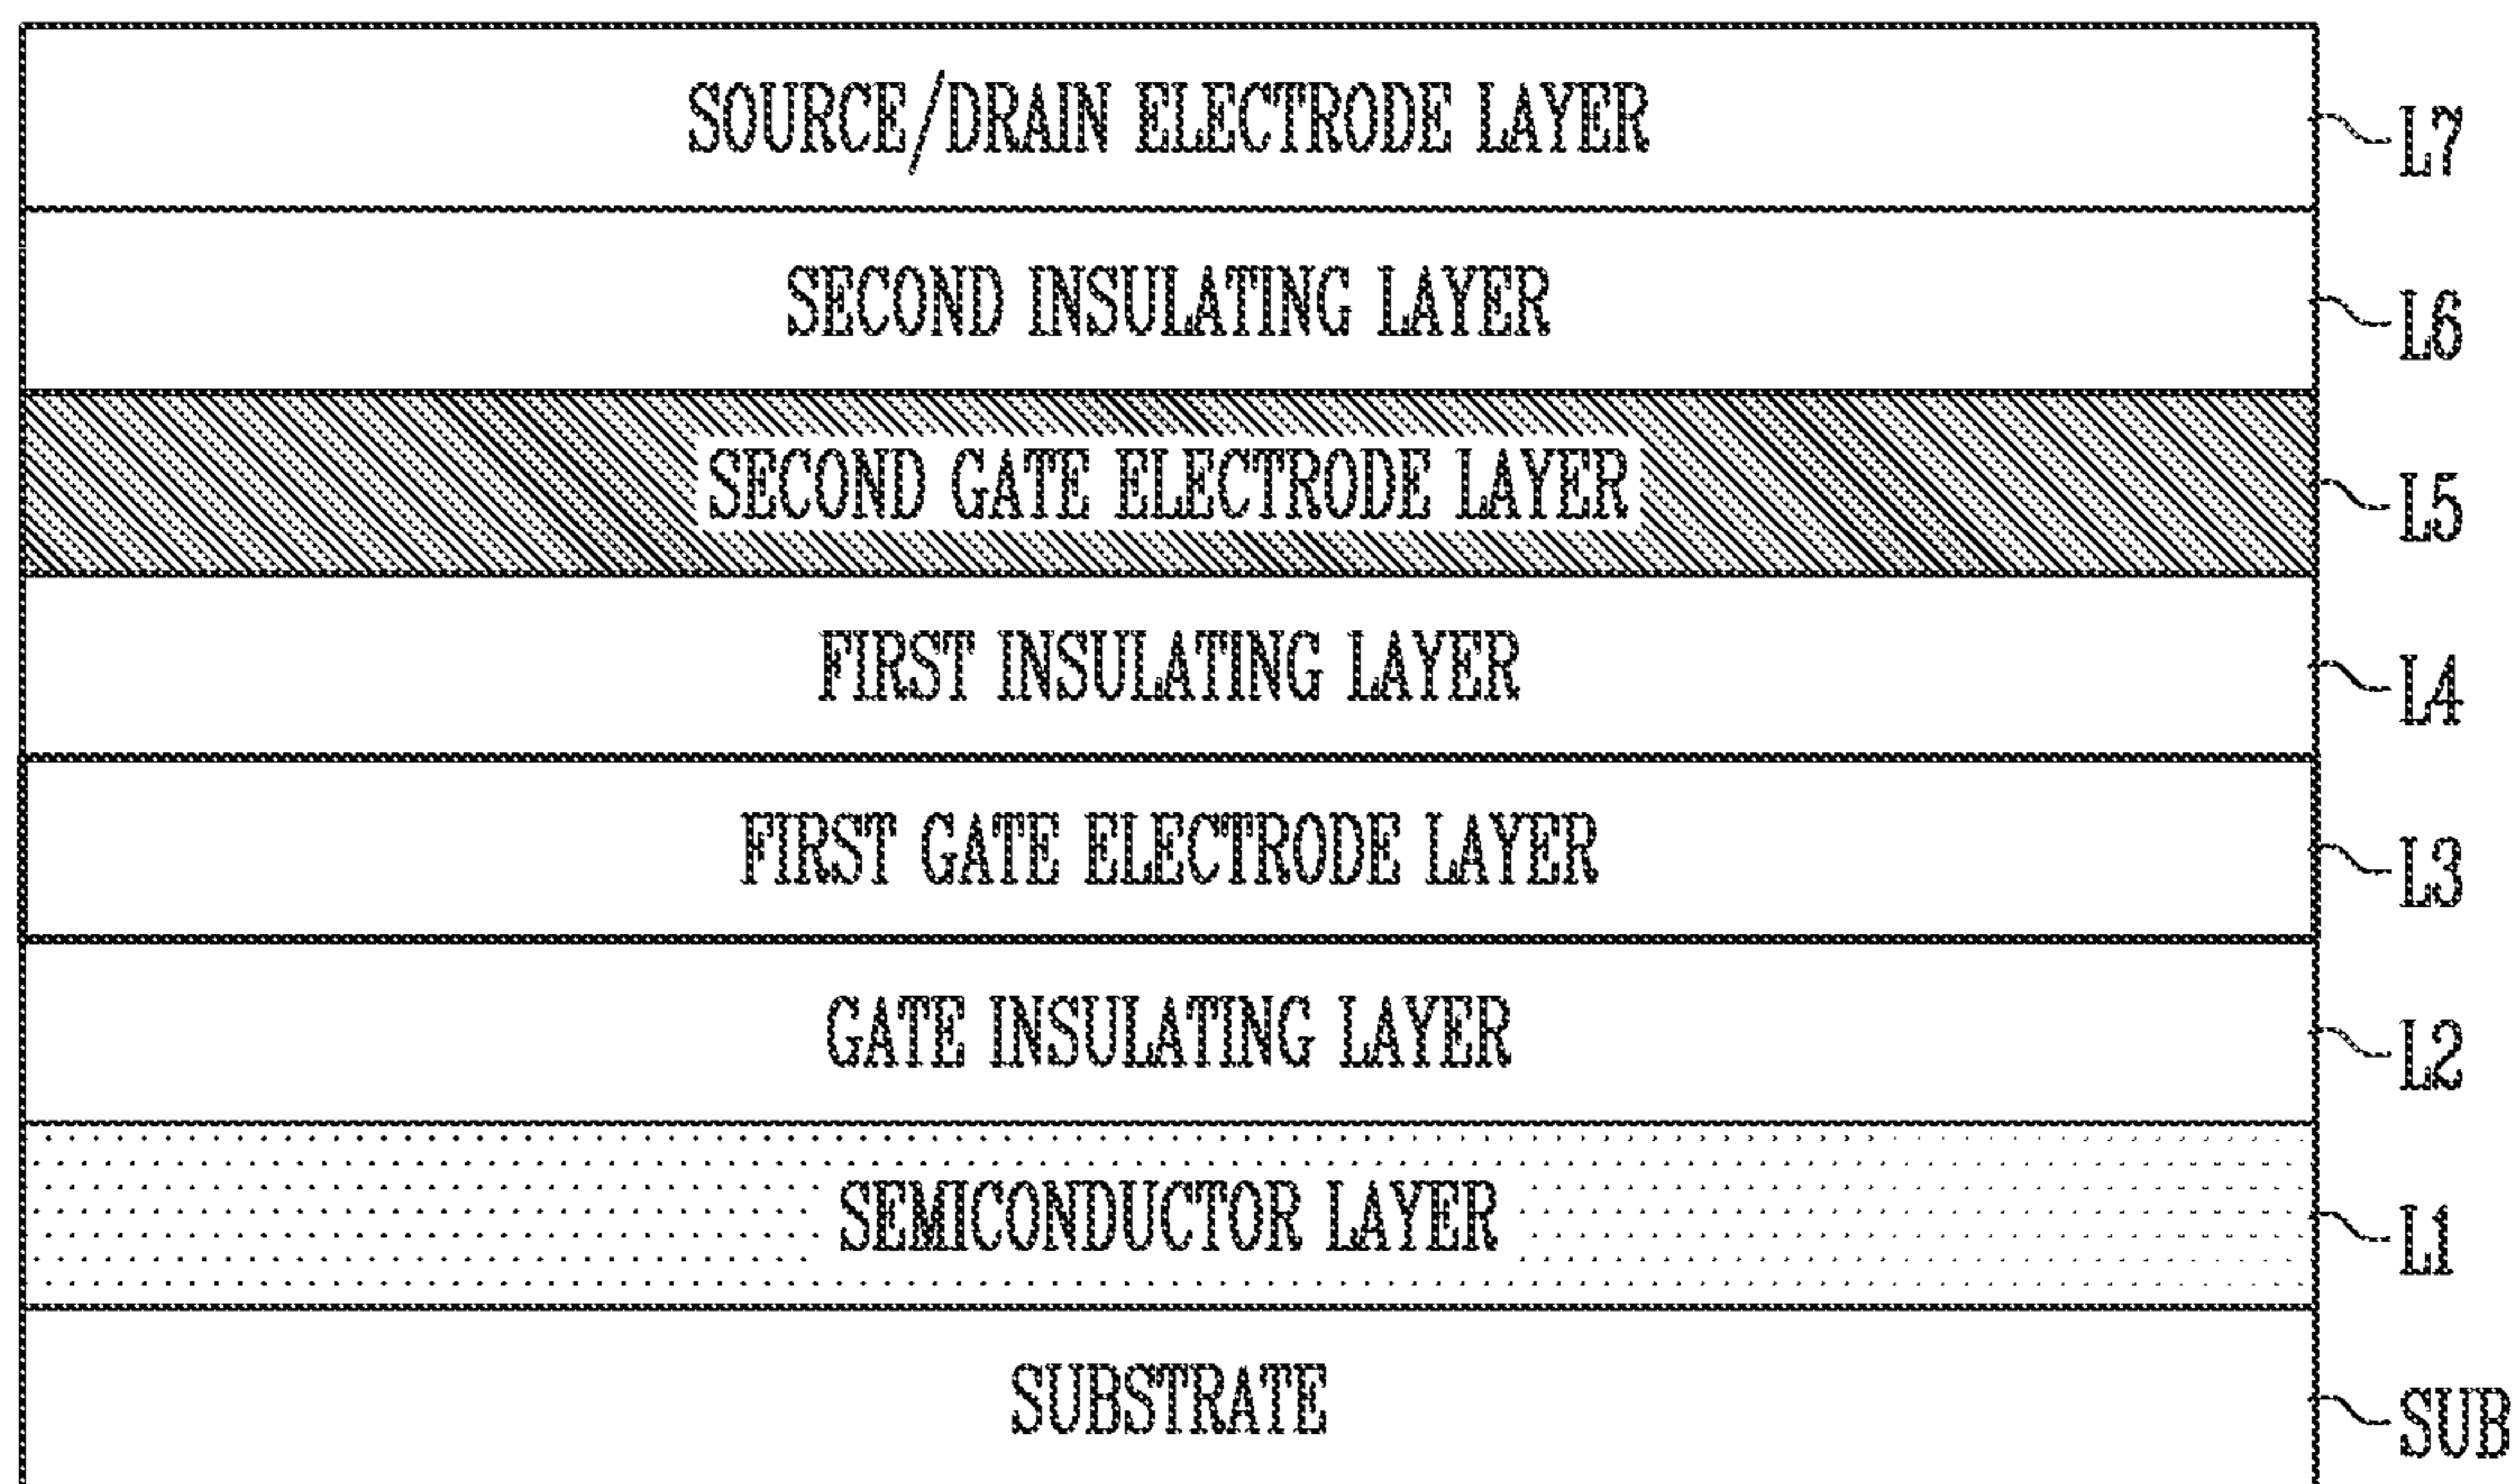 SOURCE/DRAIN ELECTRODE LAYER
L7
SECOND INSULATING LAYER
L6
SECOND GATE ELECTRODE LAYER
L5
FIRST INSULATING LAYER
L4
FIRST GATE ELECTRODE LAYER
L3
GATE INSULATING LAYER
L2
SEMICONDUCTOR LAYER
L1
SUBSTRATE
SUB